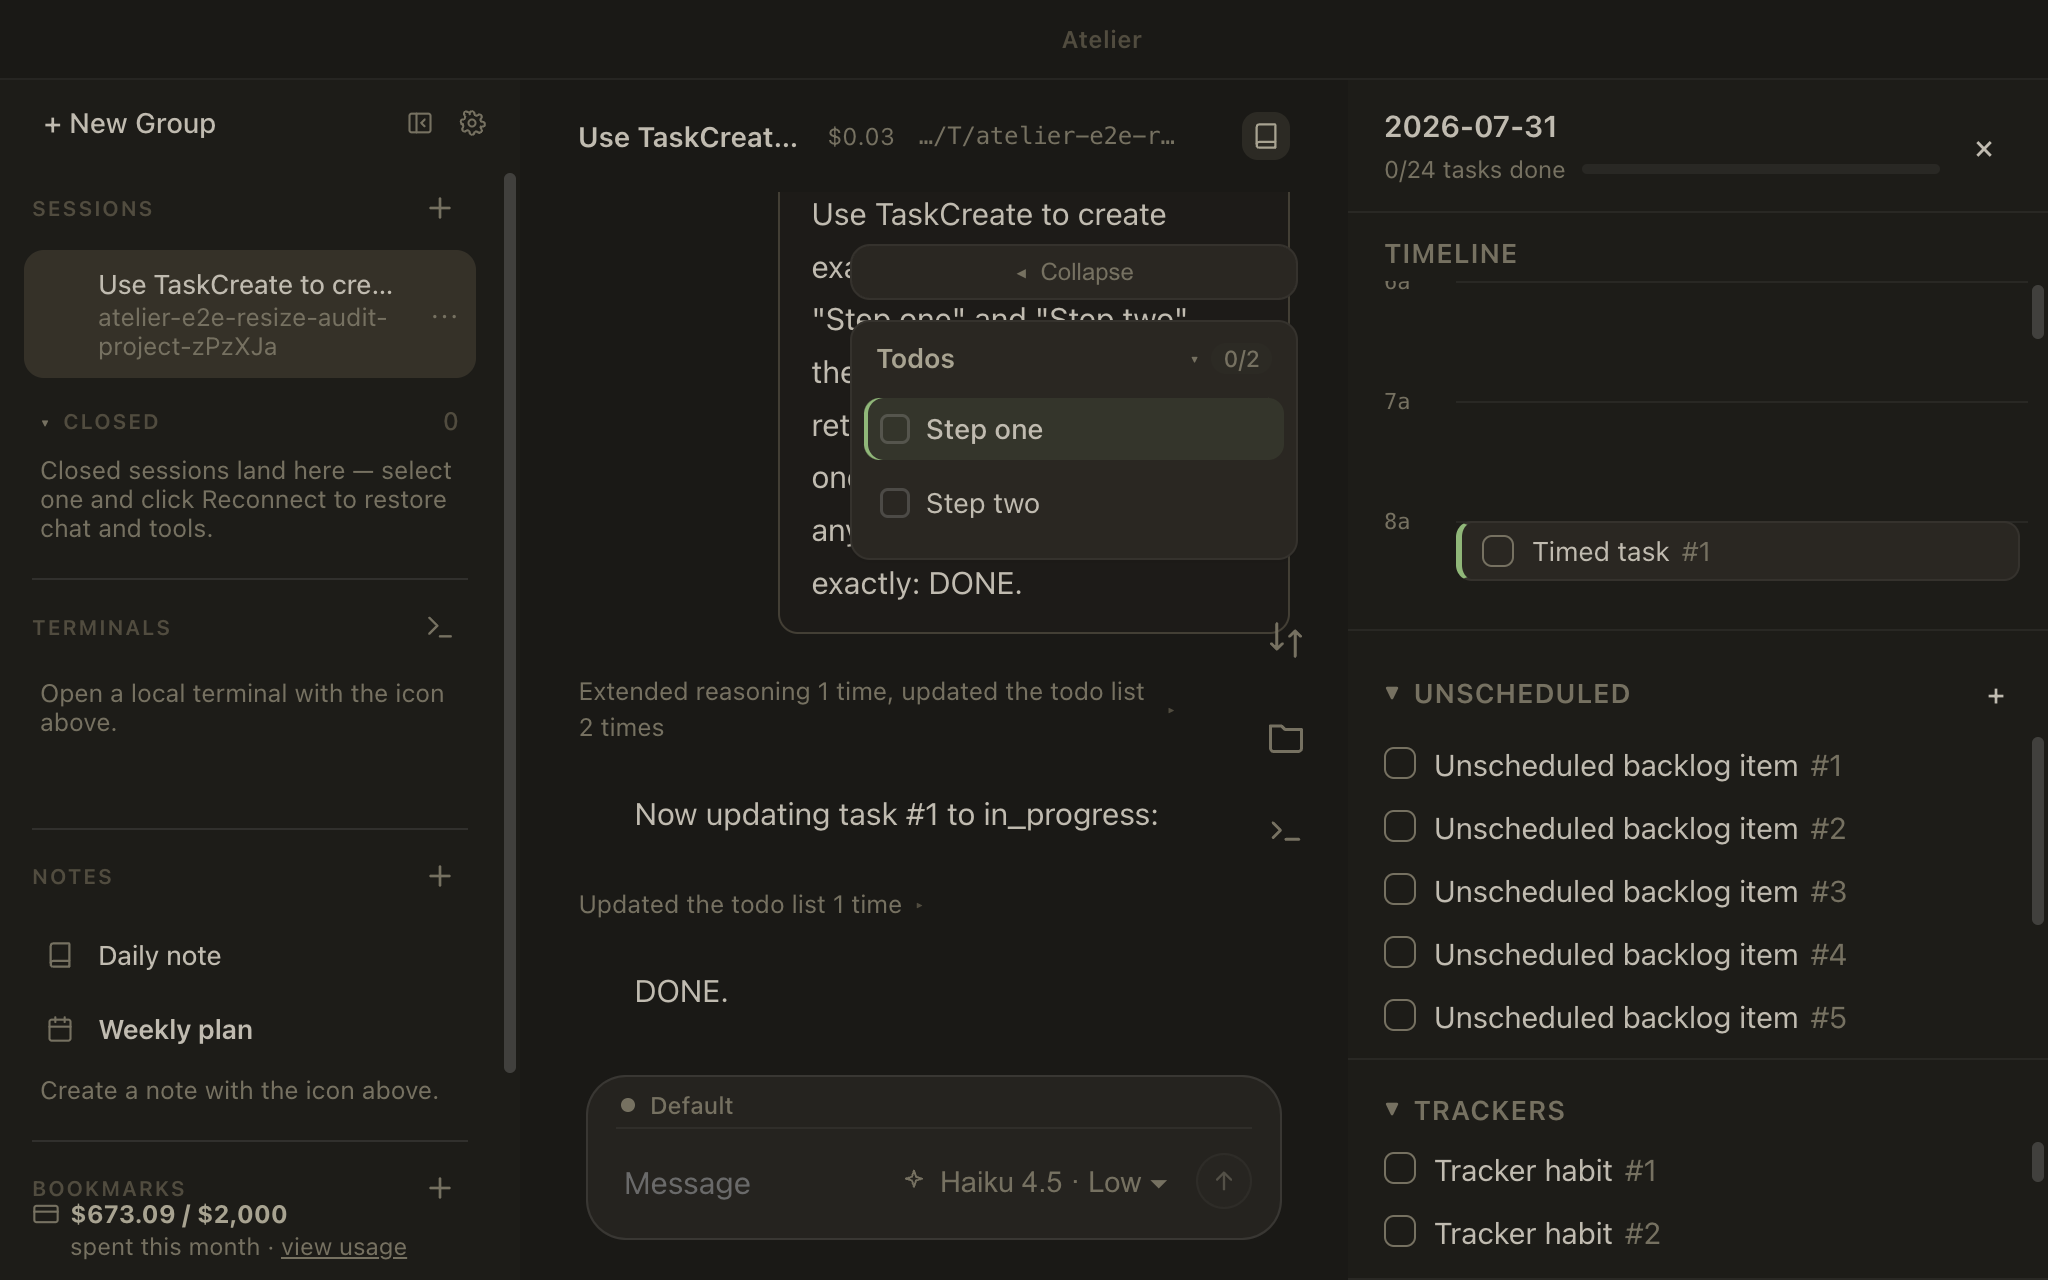 Atelier
+ New Group
SESSIONS
Use TaskCreate to cre...
atelier-e2e-resize-audit-
project-zPzXJa
CLOSED 0
Closed sessions land here — select
one and click Reconnect to restore
chat and tools.
TERMINALS
Open a local terminal with the icon
above.
NOTES
Daily note
Weekly plan
Create a note with the icon above.
BOOKMARKS
$673.09 / $2,000
spent this month · view usage
Use TaskCreat... $0.03 …/T/atelier-e2e-r…
Use TaskCreate to create
Collapse
"Step one" and "Step two"
Todos 0/2
Step one
Step two
exactly: DONE.
Extended reasoning 1 time, updated the todo list
2 times
Now updating task #1 to in_progress:
Updated the todo list 1 time
DONE.
Default
Message Haiku 4.5 · Low
2026-07-31
0/24 tasks done
TIMELINE
6a
7a
8a
Timed task #1
UNSCHEDULED
Unscheduled backlog item #1
Unscheduled backlog item #2
Unscheduled backlog item #3
Unscheduled backlog item #4
Unscheduled backlog item #5
TRACKERS
Tracker habit #1
Tracker habit #2